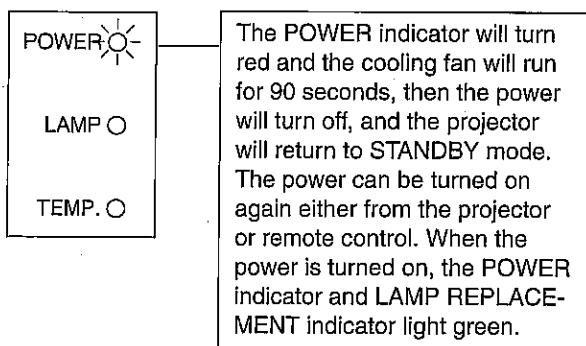 POWER
LAMP
TEMP.
The POWER indicator will turn
red and the cooling fan will run
for 90 seconds, then the power
will turn off, and the projector
will return to STANDBY mode.
The power can be turned on
again either from the projector
or remote control. When the
power is turned on, the POWER
indicator and LAMP REPLACE-
MENT indicator light green.